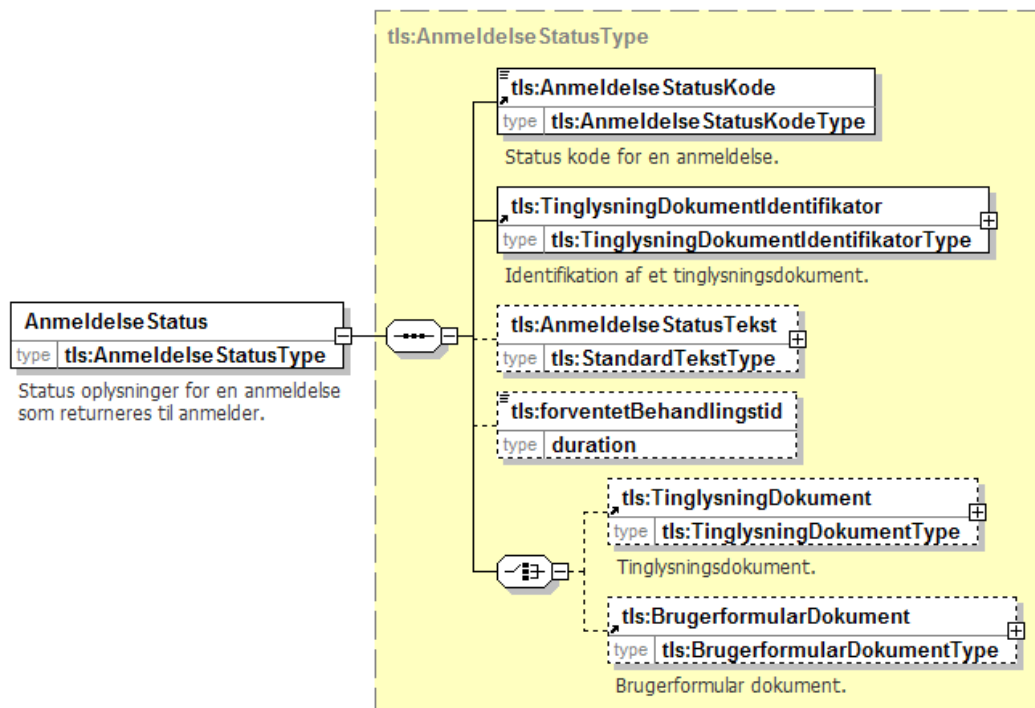 tls:AnmeldelseStatusType
tls:AnmeldelseStatusKode
type tls:AnmeldelseStatusKodeType
Status kode for en anmeldelse.
tls:TinglysningDokumentIdentifikator
type tls:TinglysningDokumentIdentifikatorType
Identifikation af et tinglysningsdokument.
AnmeldelseStatus
type tls:AnmeldelseStatusType
Status oplysninger for en anmeldelse
som returneres til anmelder.
tls:AnmeldelseStatusTekst
type tls:StandardTekstType
tls:forventetBehandlingstid
type duration
tls:TinglysningDokument
type tls:TinglysningDokumentType
Tinglysningsdokument.
tls:BrugerformularDokument
type tls:BrugerformularDokumentType
Brugerformular dokument.